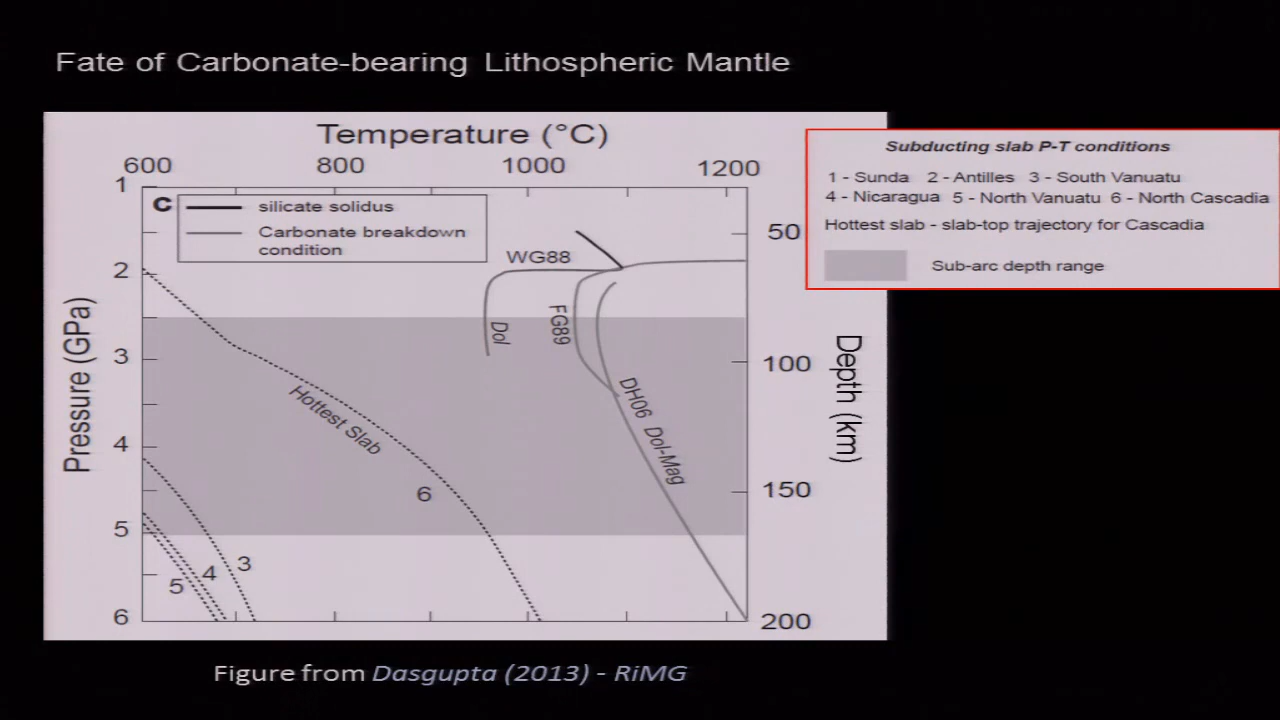 Fate of Carbonate-bearing Lithospheric Mantle
Temperature (°C)
600 800 1000 1200
C
silicate solidus
Carbonate breakdown
condition
Pressure (GPa)
1
2
3
4
5
6
Depth (km)
50
100
150
200
WG88
Dol
FG89
DH06 Dol-Mag
Hottest Slab
6
3
4
5
Subducting slab P-T conditions
1 - Sunda 2 - Antilles 3 - South Vanuatu
4 - Nicaragua 5 - North Vanuatu 6 - North Cascadia
Hottest slab - slab-top trajectory for Cascadia
Sub-arc depth range
Figure from Dasgupta (2013) - RiMG